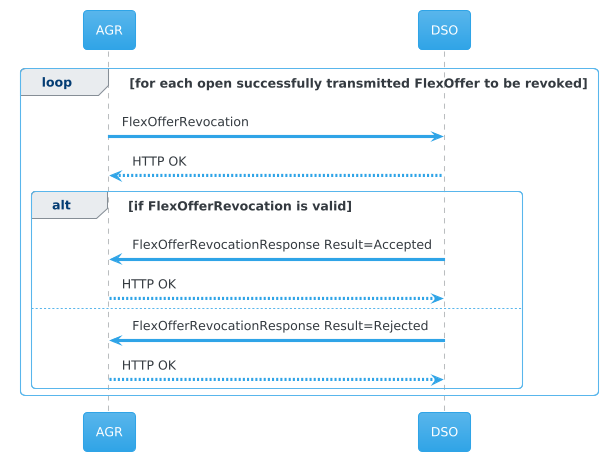 AGR DSO
loop [for each open successfully transmitted FlexOffer to be revoked]
FlexOfferRevocation
HTTP OK
alt [if FlexOfferRevocation is valid]
FlexOfferRevocationResponse Result=Accepted
HTTP OK
FlexOfferRevocationResponse Result=Rejected
HTTP OK
AGR DSO